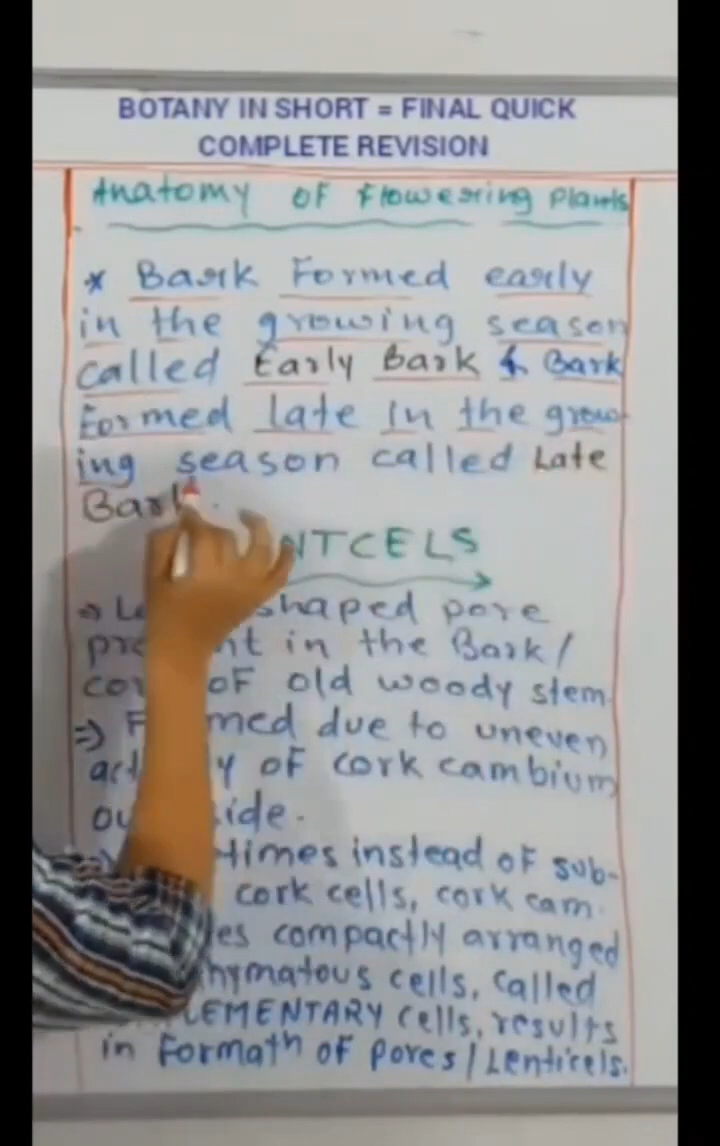 BOTANY IN SHORT = FINAL QUICK
COMPLETE REVISION
Anatomy OF Flowering Plants
* Bark Formed early
in the growing season
called Early Bark & Bark
Formed late in the grow-
ing season called Late
Bark.
NTCELS
⇒ shaped pore
in the Bark/
OF old woody stem
⇒ due to uneven
OF cork cambium
times instead of sub-
cork cells, cork cam.
compactly arranged
cells, called
LEMENTARY cells, results
in Formatn OF Pores/Lenticels.